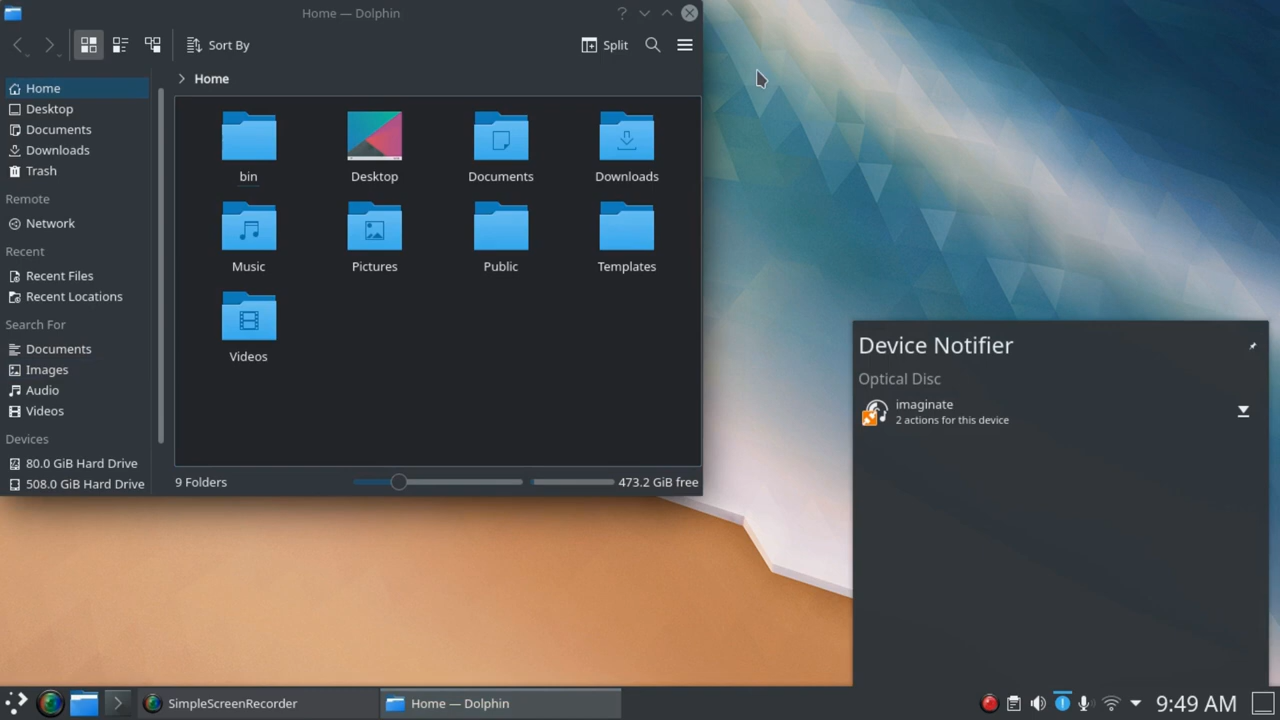 Home — Dolphin
Sort By
Split
Home
Home
Desktop
Documents
Downloads
Trash
Remote
Network
Recent
Recent Files
Recent Locations
Search For
Documents
Images
Audio
Videos
Devices
80.0 GiB Hard Drive
508.0 GiB Hard Drive
bin
Desktop
Documents
Downloads
Music
Pictures
Public
Templates
Videos
9 Folders
473.2 GiB free
Device Notifier
Optical Disc
imaginate
2 actions for this device
SimpleScreenRecorder
Home — Dolphin
9:49 AM